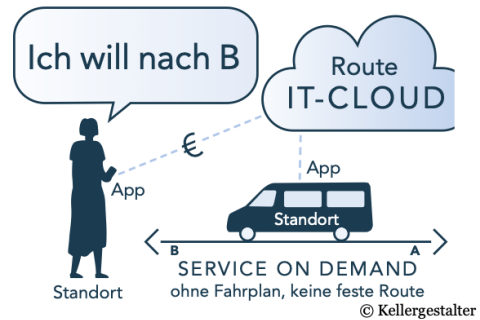 Ich will nach B
Route
IT-CLOUD
€
App
App
Standort
B
A
Standort
SERVICE ON DEMAND
ohne Fahrplan, keine feste Route
© Kellergestalter